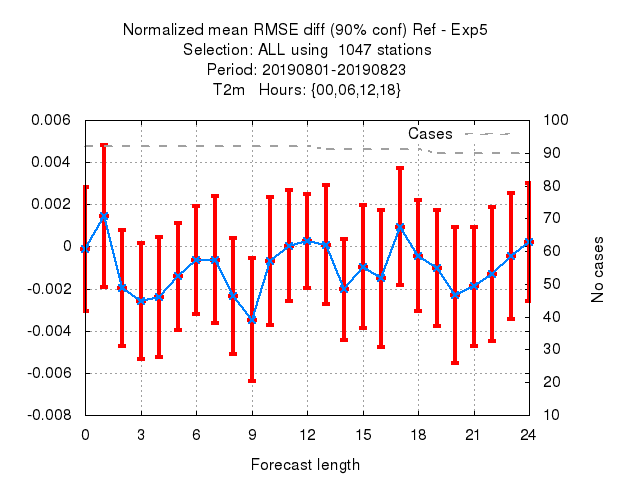 Normalized mean RMSE diff (90% conf) Ref - Exp5
Selection: ALL using  1047 stations
Period: 20190801-20190823
T2m   Hours: {00,06,12,18}
Cases
0.006
0.004
0.002
0
-0.002
-0.004
-0.006
-0.008
100
90
80
70
60
50
40
30
20
10
No cases
0 3 6 9 12 15 18 21 24
Forecast length